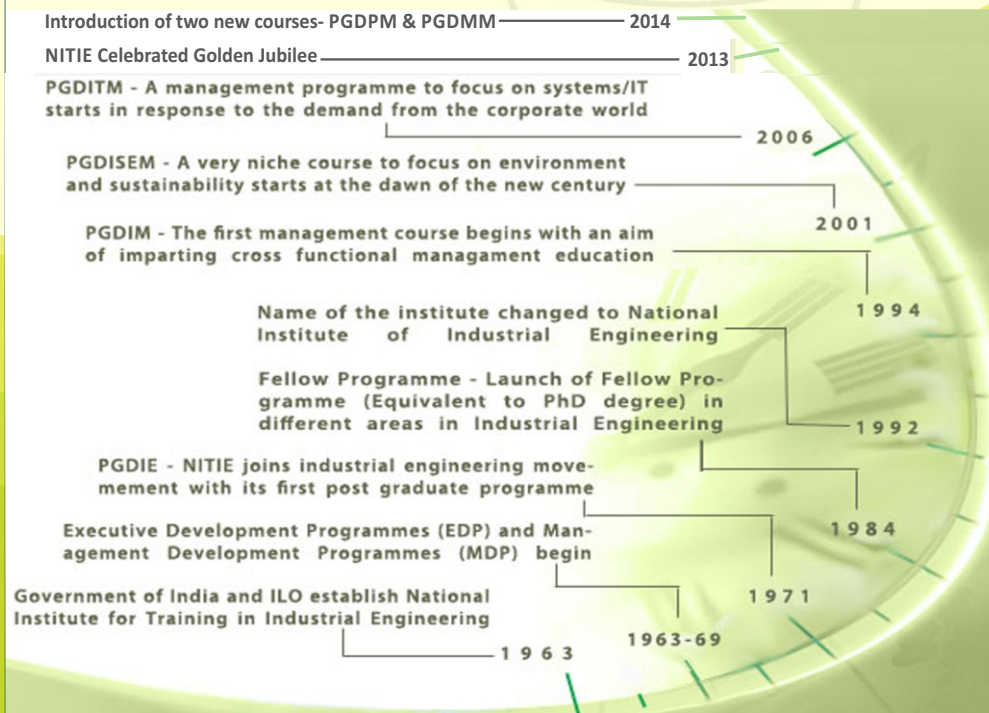 Introduction of two new courses- PGDPM & PGDMM 2014
NITIE Celebrated Golden Jubilee 2013
PGDITM - A management programme to focus on systems/IT
starts in response to the demand from the corporate world
2006
PGDISEM - A very niche course to focus on environment
and sustainability starts at the dawn of the new century
2001
PGDIM - The first management course begins with an aim
of imparting cross functional managament education
1994
Name of the institute changed to National
Institute of Industrial Engineering
1992
Fellow Programme - Launch of Fellow Pro-
gramme (Equivalent to PhD degree) in
different areas in Industrial Engineering
1984
PGDIE - NITIE joins industrial engineering move-
mement with its first post graduate programme
1971
Executive Development Programmes (EDP) and Man-
agement Development Programmes (MDP) begin
1963-69
Government of India and ILO establish National
Institute for Training in Industrial Engineering
1963